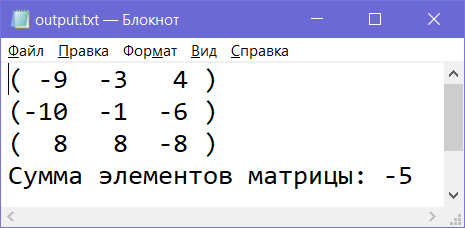 output.txt — Блокнот
Файл Правка Формат Вид Справка
( -9 -3 4 )
(-10 -1 -6 )
( 8 8 -8 )
Сумма элементов матрицы: -5